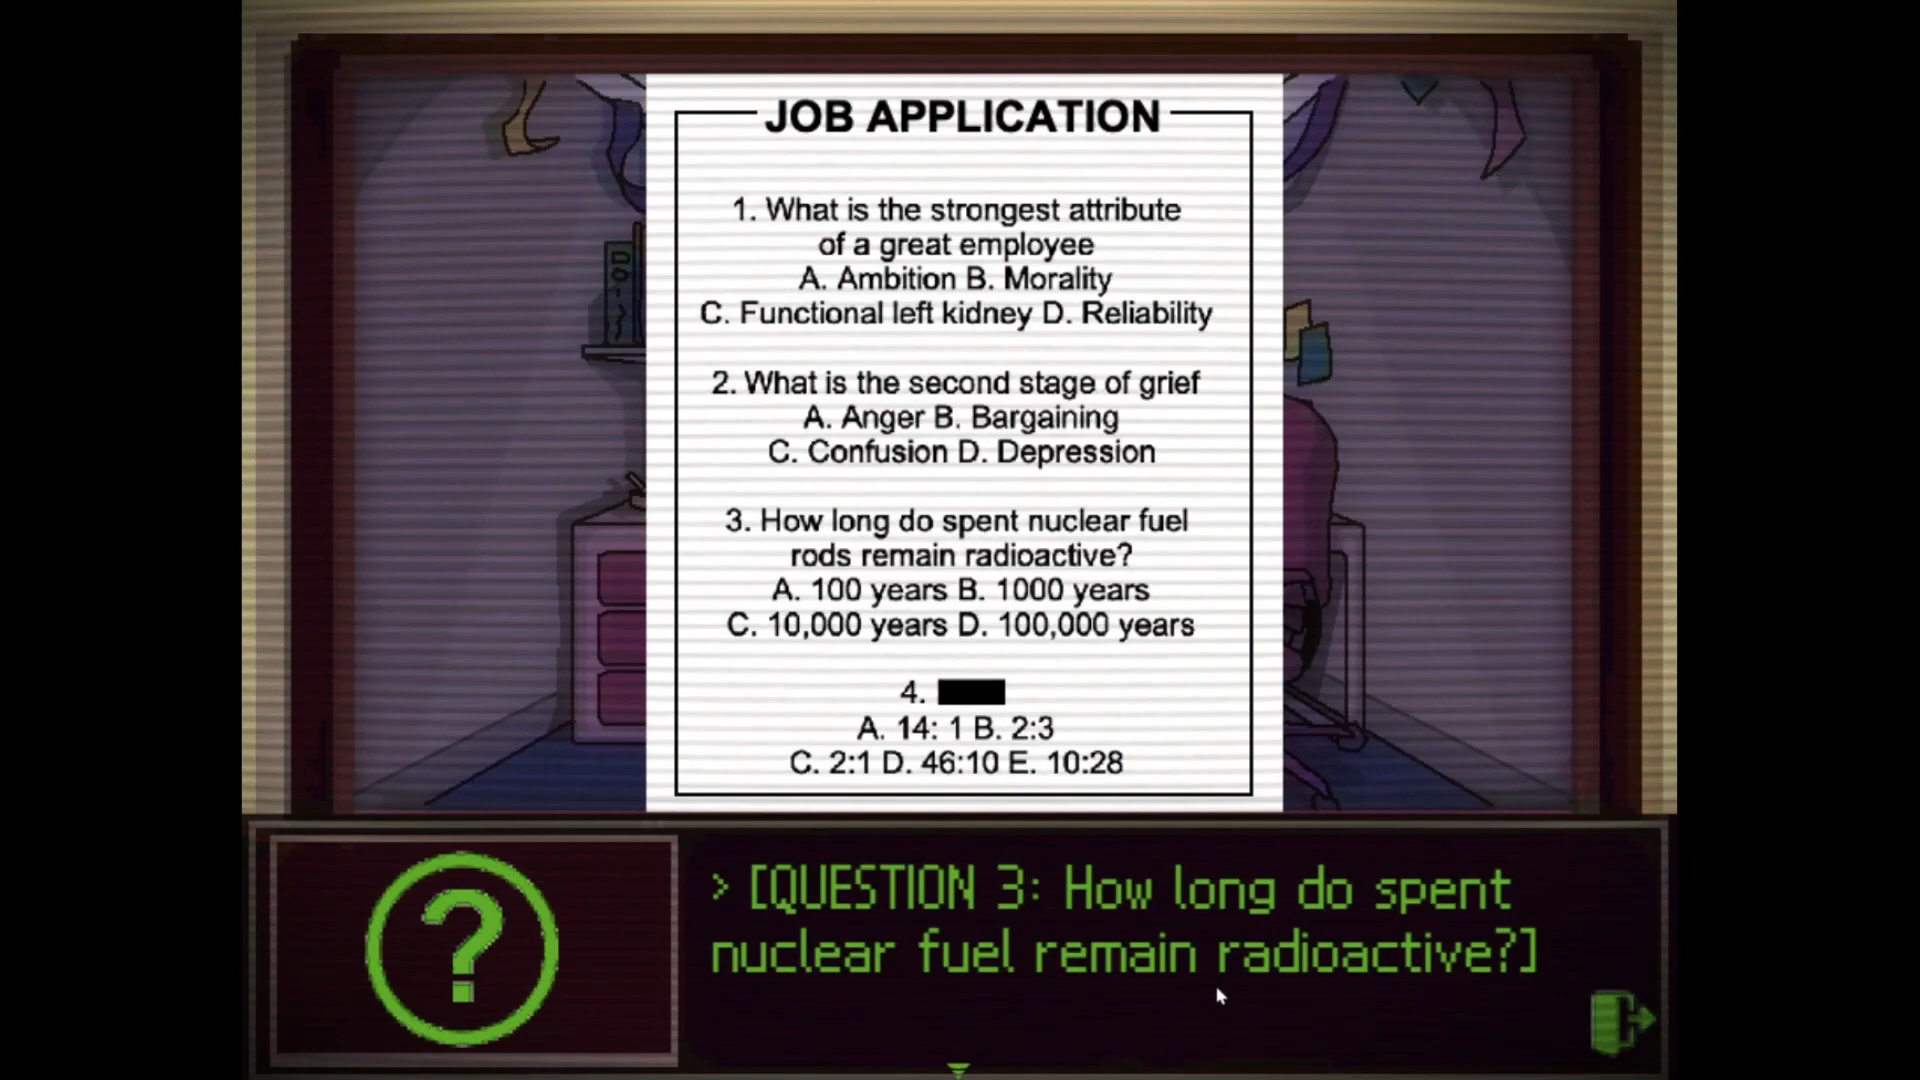 JOB APPLICATION
1. What is the strongest attribute
of a great employee
A. Ambition B. Morality
C. Functional left kidney D. Reliability
2. What is the second stage of grief
A. Anger B. Bargaining
C. Confusion D. Depression
3. How long do spent nuclear fuel
rods remain radioactive?
A. 100 years B. 1000 years
C. 10,000 years D. 100,000 years
4.
A. 14: 1 B. 2:3
C. 2:1 D. 46:10 E. 10:28
?
> [QUESTION 3: How long do spent
nuclear fuel remain radioactive?]